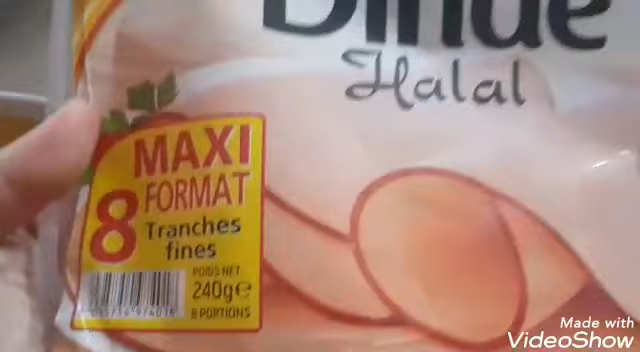 Dinde
Halal
MAXI
FORMAT
8
Tranches
fines
POIDS NET
240g℮
8 PORTIONS
Made with
VideoShow